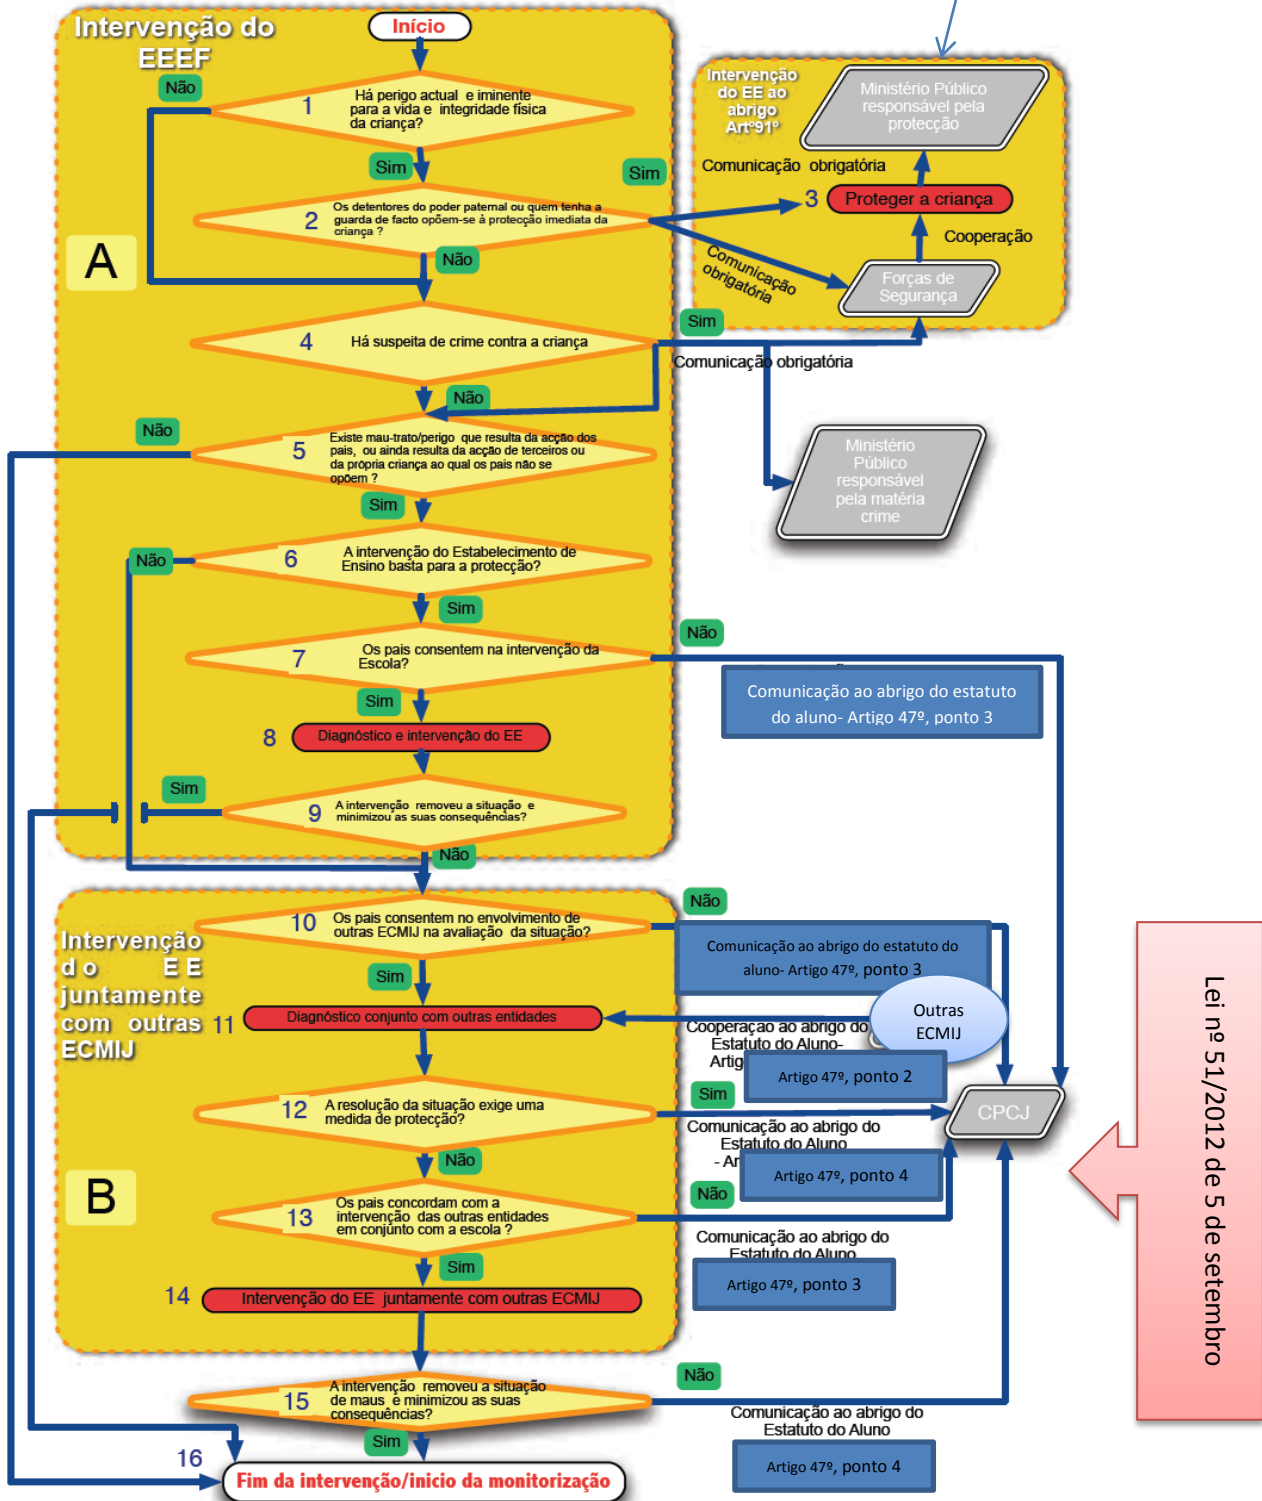 Intervenção do
EEEF
Início
Não
1
Há perigo actual e iminente
para a vida e integridade física
da criança?
Sim
Sim
2
Os detentores do poder paternal ou quem tenha a
guarda de facto opõem-se à protecção imediata da
criança ?
Não
A
Intervenção
do EE ao
abrigo
Artº91º
Ministério Público
responsável pela
protecção
Comunicação obrigatória
3
Proteger a criança
Cooperação
Comunicação
obrigatória
Forças de
Segurança
4
Há suspeita de crime contra a criança
Sim
Comunicação obrigatória
Não
Não
5
Existe mau-trato/perigo que resulta da acção dos
pais, ou ainda resulta da acção de terceiros ou
da própria criança ao qual os pais não se
opõem ?
Ministério
Público
responsável
pela matéria
crime
Sim
Não
6
A intervenção do Estabelecimento de
Ensino basta para a protecção?
Sim
Não
7
Os pais consentem na intervenção da
Escola?
Comunicação ao abrigo do estatuto
do aluno- Artigo 47º, ponto 3
Sim
8
Diagnóstico e intervenção do EE
Sim
9
A intervenção removeu a situação e
minimizou as suas consequências?
Não
Intervenção
do EE
juntamente
com outras
ECMIJ
10
Os pais consentem no envolvimento de
outras ECMIJ na avaliação da situação?
Não
Comunicação ao abrigo do estatuto do
aluno- Artigo 47º, ponto 3
Sim
11
Diagnóstico conjunto com outras entidades
Outras
ECMIJ
Cooperação ao abrigo do
Estatuto do Aluno-
Artig
Artigo 47º, ponto 2
12
A resolução da situação exige uma
medida de protecção?
Sim
CPCJ
Comunicação ao abrigo do
Estatuto do Aluno
- Ar
Artigo 47º, ponto 4
Não
B
13
Os pais concordam com a
intervenção das outras entidades
em conjunto com a escola ?
Não
Comunicação ao abrigo do
Estatuto do Aluno
Artigo 47º, ponto 3
Sim
14
Intervenção do EE juntamente com outras ECMIJ
15
A intervenção removeu a situação
de maus e minimizou as suas
consequências?
Não
Comunicação ao abrigo do
Estatuto do Aluno
Artigo 47º, ponto 4
Sim
16
Fim da intervenção/inicio da monitorização
Lei nº 51/2012 de 5 de setembro